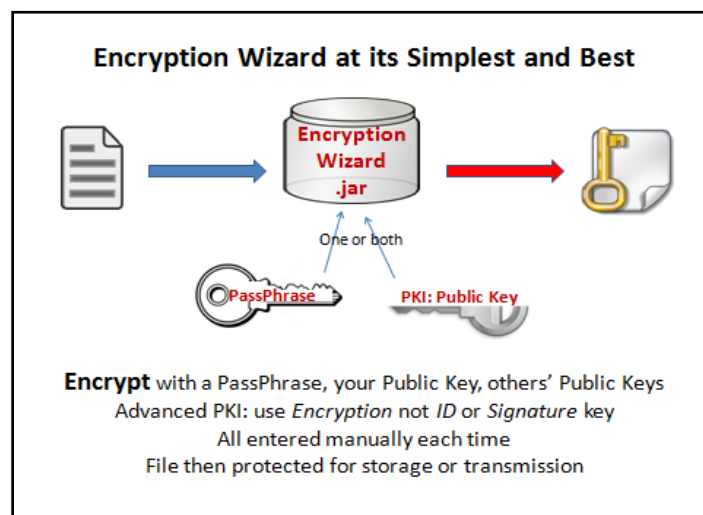 Encryption Wizard at its Simplest and Best
Encryption
Wizard
.jar
One or both
PassPhrase
PKI: Public Key
Encrypt with a PassPhrase, your Public Key, others’ Public Keys
Advanced PKI: use Encryption not ID or Signature key
All entered manually each time
File then protected for storage or transmission